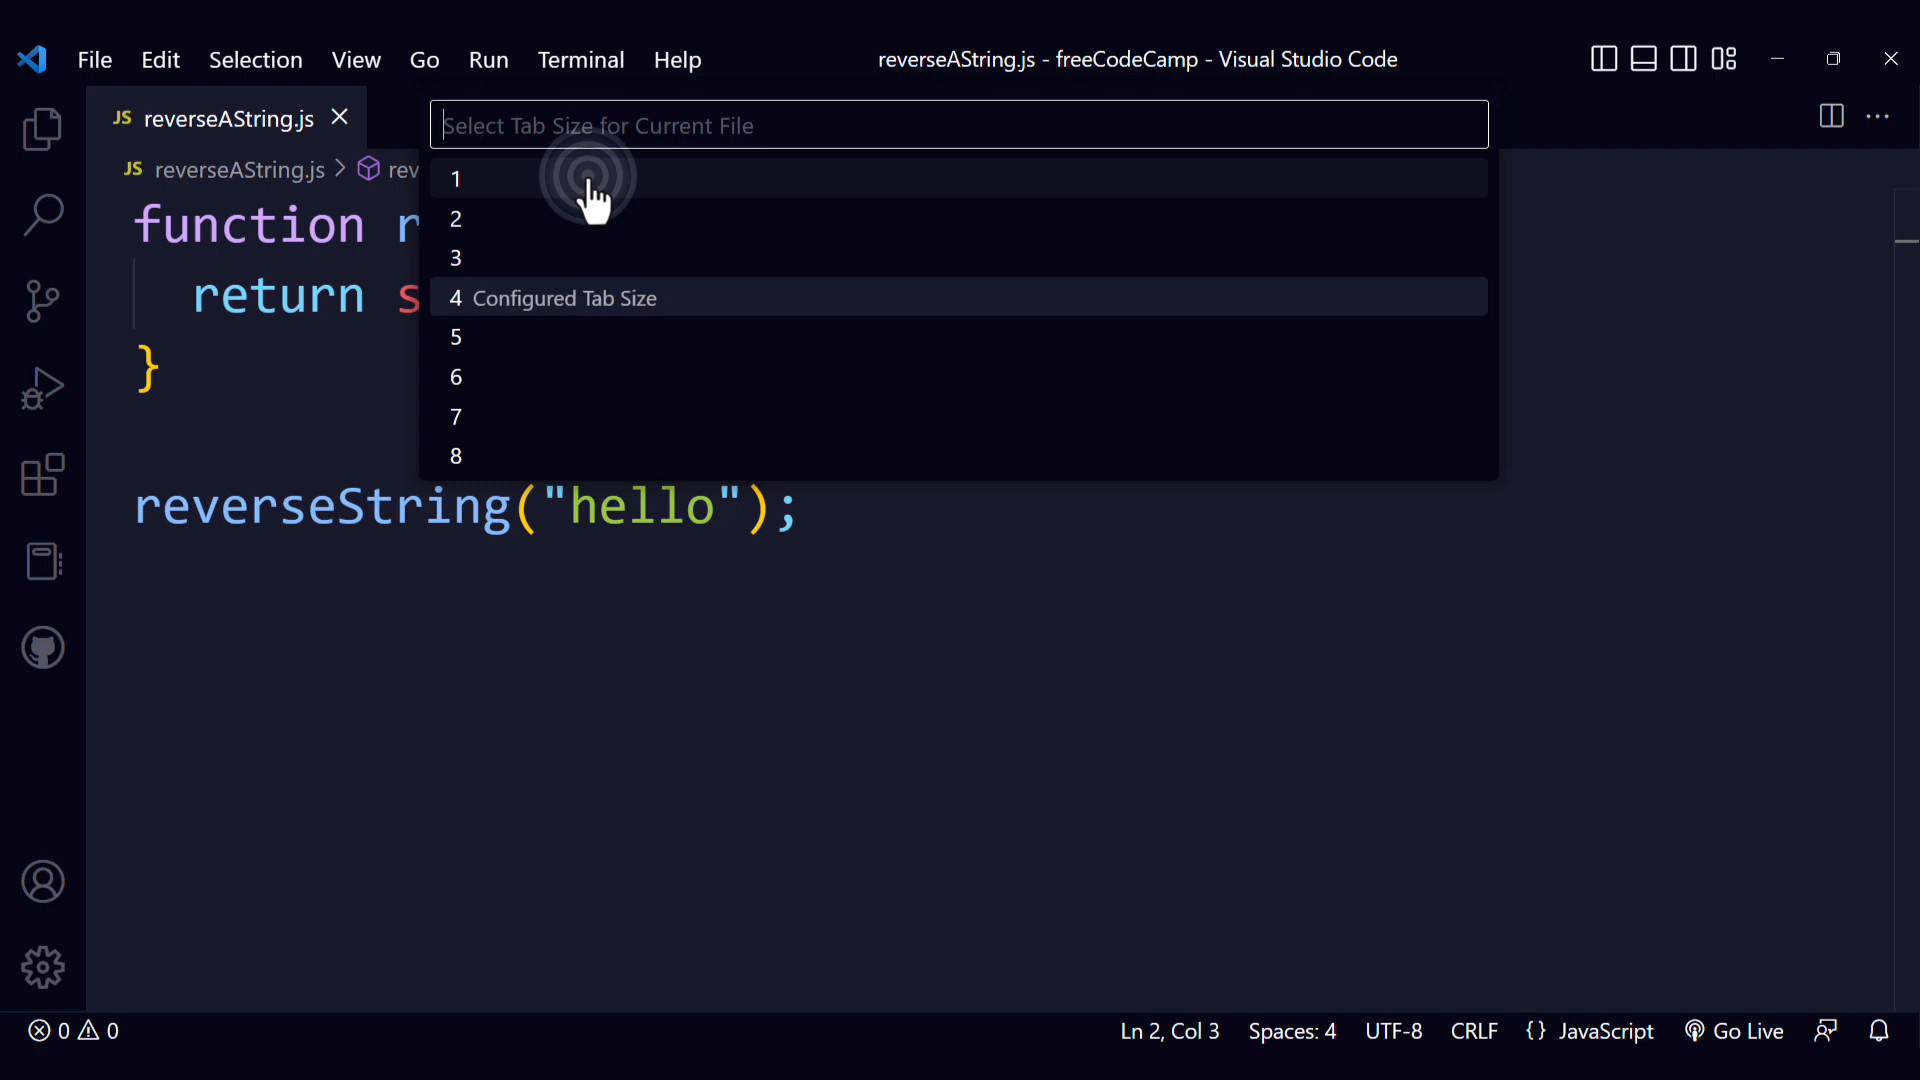 File Edit Selection View Go Run Terminal Help reverseAString.js - freeCodeCamp - Visual Studio Code
JS reverseAString.js
Select Tab Size for Current File
JS reverseAString.js > rev
1
2
3
4 Configured Tab Size
5
6
7
8
function r
return s
}
reverseString("hello");
0 0 Ln 2, Col 3 Spaces: 4 UTF-8 CRLF {} JavaScript Go Live